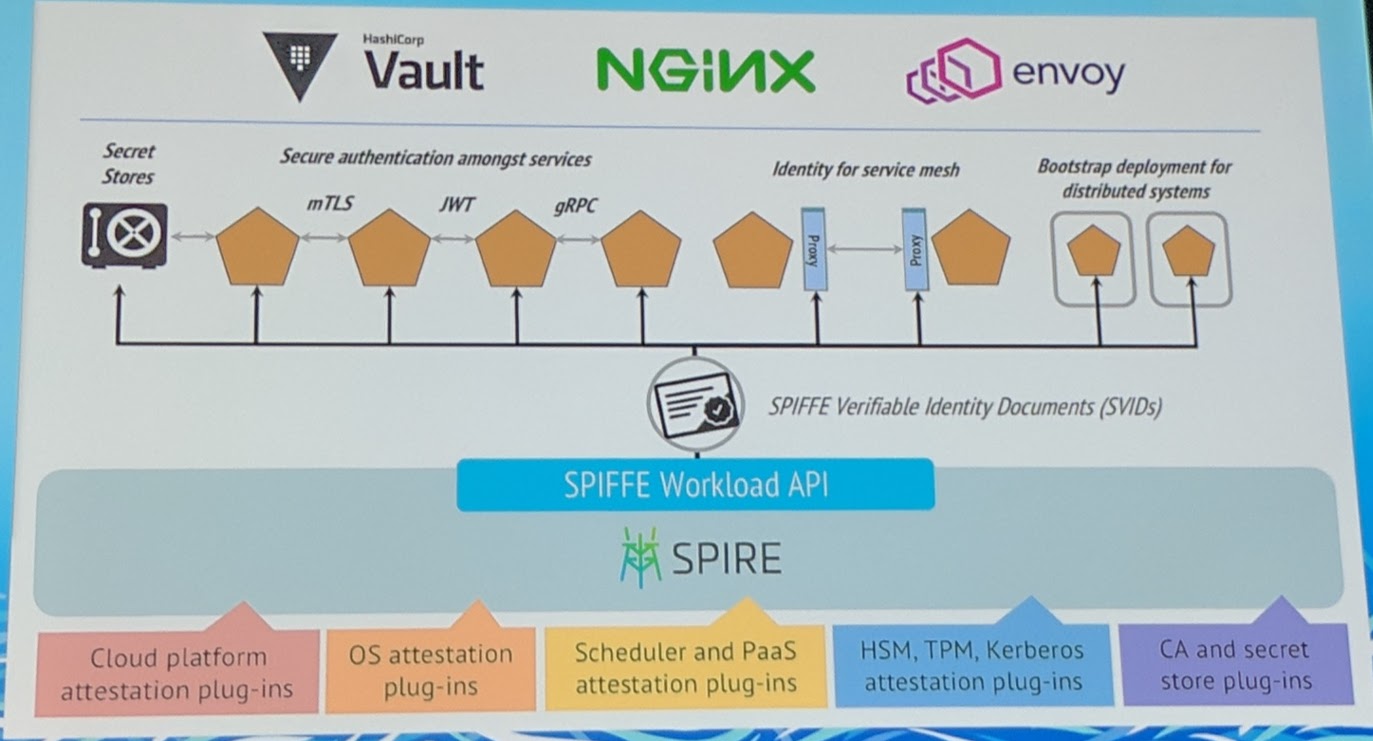 HashiCorp
Vault
NGINX
envoy
Secret
Stores
Secure authentication amongst services
Identity for service mesh
Bootstrap deployment for
distributed systems
mTLS
JWT
gRPC
Proxy
Proxy
SPIFFE Verifiable Identity Documents (SVIDs)
SPIFFE Workload API
SPIRE
Cloud platform
attestation plug-ins
OS attestation
plug-ins
Scheduler and PaaS
attestation plug-ins
HSM, TPM, Kerberos
attestation plug-ins
CA and secret
store plug-ins